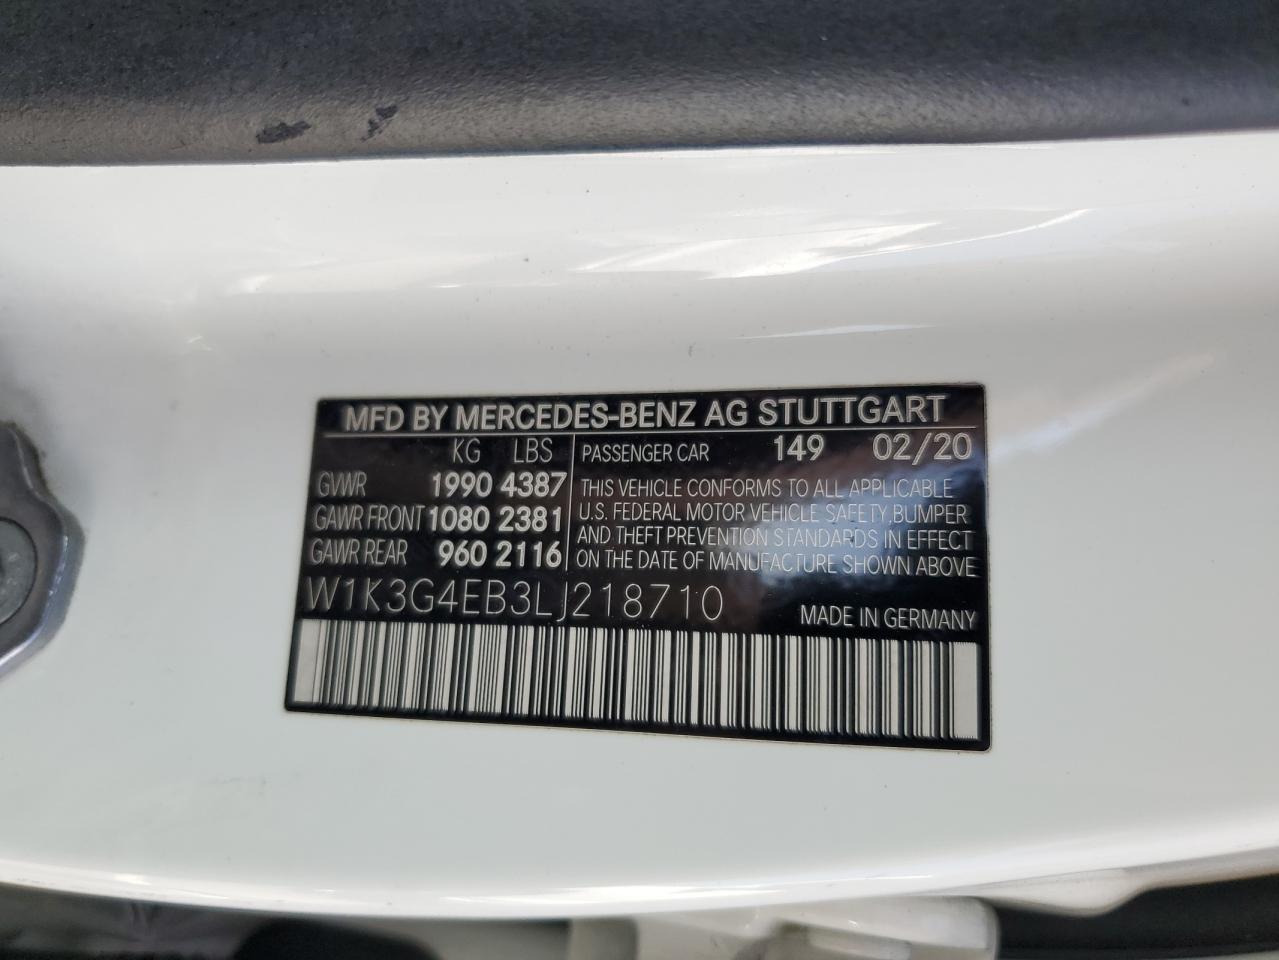 MFD BY MERCEDES-BENZ AG STUTTGART
KG LBS
GVWR 1990 4387
GAWR FRONT 1080 2381
GAWR REAR 960 2116
PASSENGER CAR 149 02/20
THIS VEHICLE CONFORMS TO ALL APPLICABLE
U.S. FEDERAL MOTOR VEHICLE SAFETY,BUMPER
AND THEFT PREVENTION STANDARDS IN EFFECT
ON THE DATE OF MANUFACTURE SHOWN ABOVE
W1K3G4EB3LJ218710
MADE IN GERMANY